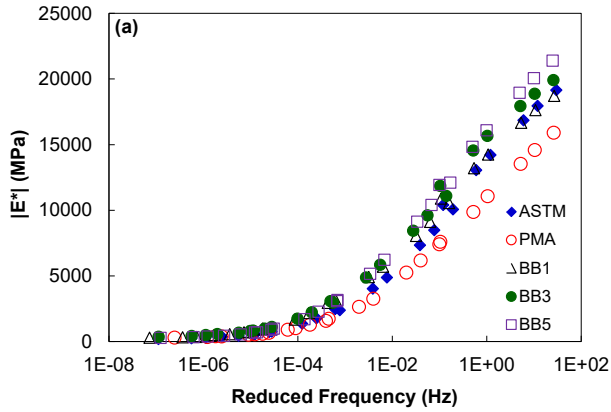 (a)
25000
20000
15000
10000
5000
0
|E*| (MPa)
1E-08
1E-06
1E-04
1E-02
1E+00
1E+02
Reduced Frequency (Hz)
ASTM
PMA
BB1
BB3
BB5